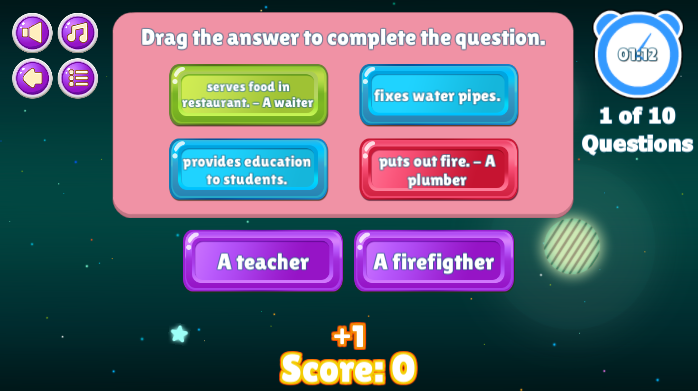 Drag the answer to complete the question.
01:12
serves food in
restaurant. - A waiter
fixes water pipes.
1 of 10
Questions
provides education
to students.
puts out fire. - A
plumber
A teacher
A firefigther
+1
Score: 0